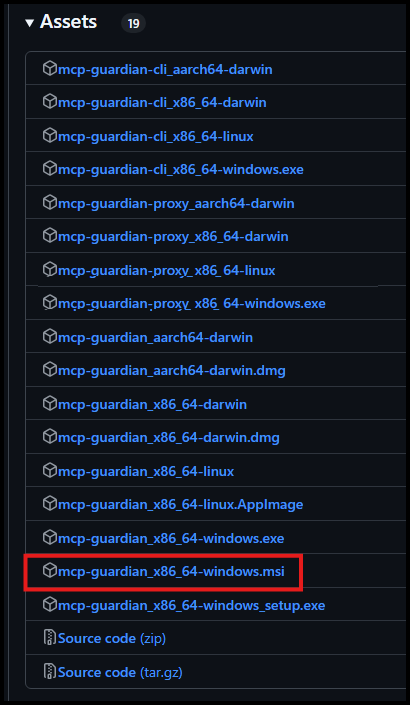 Assets 19
mcp-guardian-cli_aarch64-darwin
mcp-guardian-cli_x86_64-darwin
mcp-guardian-cli_x86_64-linux
mcp-guardian-cli_x86_64-windows.exe
mcp-guardian-proxy_aarch64-darwin
mcp-guardian-proxy_x86_64-darwin
mcp-guardian-proxy_x86_64-linux
mcp-guardian-proxy_x86_64-windows.exe
mcp-guardian_aarch64-darwin
mcp-guardian_aarch64-darwin.dmg
mcp-guardian_x86_64-darwin
mcp-guardian_x86_64-darwin.dmg
mcp-guardian_x86_64-linux
mcp-guardian_x86_64-linux.AppImage
mcp-guardian_x86_64-windows.exe
mcp-guardian_x86_64-windows.msi
mcp-guardian_x86_64-windows_setup.exe
Source code (zip)
Source code (tar.gz)